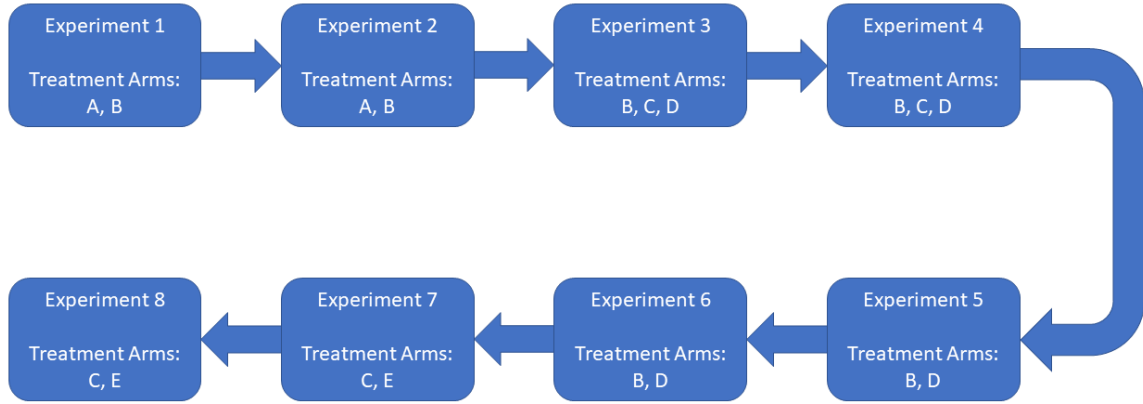 Experiment 1
Treatment Arms:
A, B
Experiment 2
Treatment Arms:
A, B
Experiment 3
Treatment Arms:
B, C, D
Experiment 4
Treatment Arms:
B, C, D
Experiment 5
Treatment Arms:
B, D
Experiment 6
Treatment Arms:
B, D
Experiment 7
Treatment Arms:
C, E
Experiment 8
Treatment Arms:
C, E